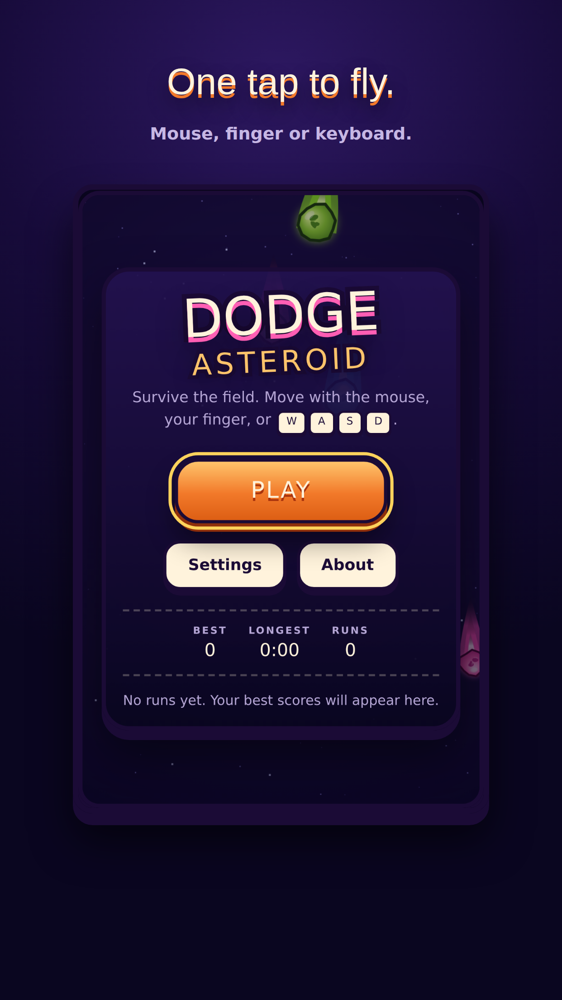 One tap to fly.
Mouse, finger or keyboard.
DODGE
ASTEROID
Survive the field. Move with the mouse,
your finger, or W A S D .
PLAY
Settings About
BEST LONGEST RUNS
0 0:00 0
No runs yet. Your best scores will appear here.